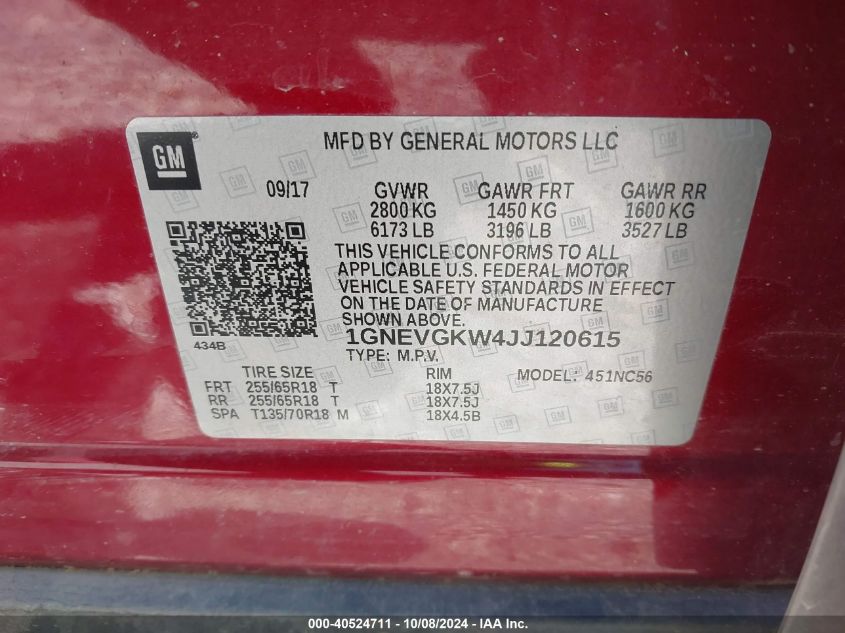 GM®
MFD BY GENERAL MOTORS LLC
09/17 GVWR GAWR FRT GAWR RR
2800 KG 1450 KG 1600 KG
6173 LB 3196 LB 3527 LB
THIS VEHICLE CONFORMS TO ALL
APPLICABLE U.S. FEDERAL MOTOR
VEHICLE SAFETY STANDARDS IN EFFECT
ON THE DATE OF MANUFACTURE
SHOWN ABOVE.
434B 1GNEVGKW4JJ120615
TYPE: M.P.V.
TIRE SIZE RIM MODEL: 451NC56
FRT 255/65R18 T 18X7.5J
RR 255/65R18 T 18X7.5J
SPA T135/70R18 M 18X4.5B
000-40524711 - 10/08/2024 - IAA Inc.